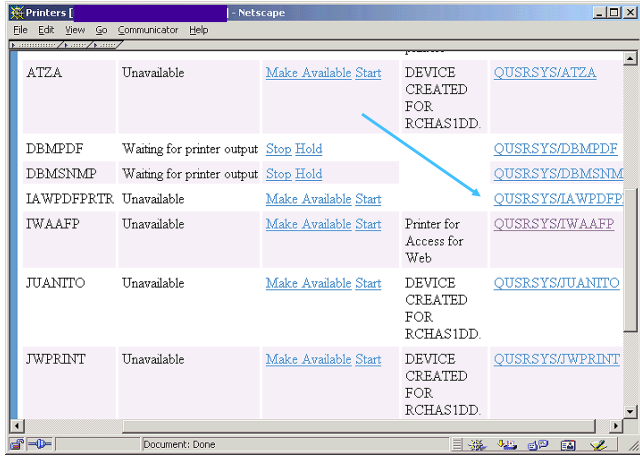 Printers [ - Netscape
File Edit View Go Communicator Help
ATZA Unavailable Make Available Start DEVICE QUSRSYS/ATZA
CREATED
FOR
RCHAS1DD.
DBMPDF Waiting for printer output Stop Hold QUSRSYS/DBMPDF
DBMSNMP Waiting for printer output Stop Hold QUSRSYS/DBMSNM
IAWPDFPRTR Unavailable Make Available Start QUSRSYS/IAWPDFP
IWAAFP Unavailable Make Available Start Printer for QUSRSYS/IWAAFP
Access for
Web
JUANITO Unavailable Make Available Start DEVICE QUSRSYS/JUANITO
CREATED
FOR
RCHAS1DD.
JWPRINT Unavailable Make Available Start DEVICE QUSRSYS/JWPRINT
CREATED
FOR
RCHAS1DD.
Document: Done